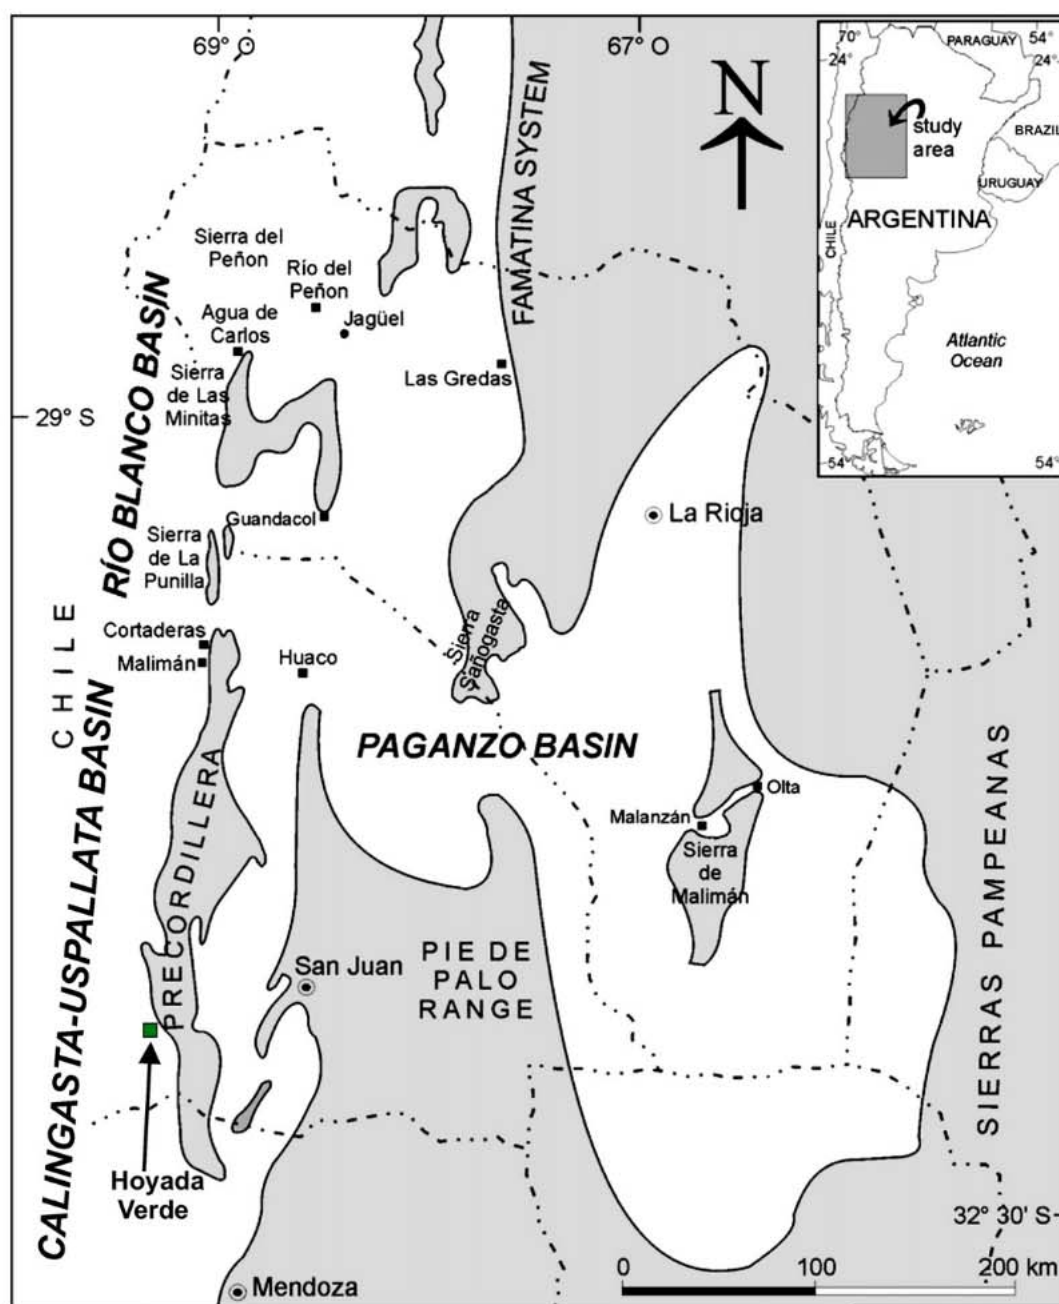 69° O
67° O
N
FAMATINA SYSTEM
70°
54°
24°
24°
PARAGUAY
study
area
BRAZIL
URUGUAY
CHILE
ARGENTINA
Atlantic
Ocean
54°
54°
Sierra del
Peñon
Río del
Peñon
Jagüel
Agua de
Carlos
Sierra
de Las
Minitas
Las Gredas
29° S
RÍO BLANCO BASIN
La Rioja
Guandacol
Sierra
de La
Punilla
Sierra
Sañogasta
Cortaderas
Malimán
Huaco
CHILE
PAGANZO BASIN
Olta
Malanzán
Sierra
de
Malimán
PRECORDILLERA
CALINGASTA-USPALLATA BASIN
San Juan
PIE DE
PALO
RANGE
SIERRAS PAMPEANAS
Hoyada
Verde
32° 30' S
0 100 200 km
Mendoza